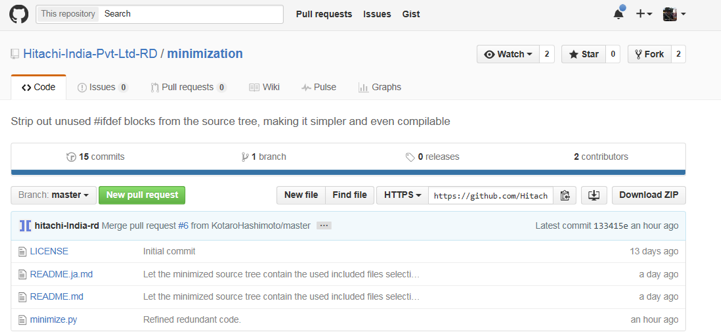 This repository Search Pull requests Issues Gist
Hitachi-India-Pvt-Ltd-RD / minimization Watch 2 Star 0 Fork 2
Code Issues 0 Pull requests 0 Wiki Pulse Graphs
Strip out unused #ifdef blocks from the source tree, making it simpler and even compilable
15 commits 1 branch 0 releases 2 contributors
Branch: master New pull request New file Find file HTTPS https://github.com/Hitach Download ZIP
hitachi-India-rd Merge pull request #6 from KotaroHashimoto/master ... Latest commit 133415e an hour ago
LICENSE Initial commit 13 days ago
README.ja.md Let the minimized source tree contain the used included files selecti... a day ago
README.md Let the minimized source tree contain the used included files selecti... a day ago
minimize.py Refined redundant code. an hour ago